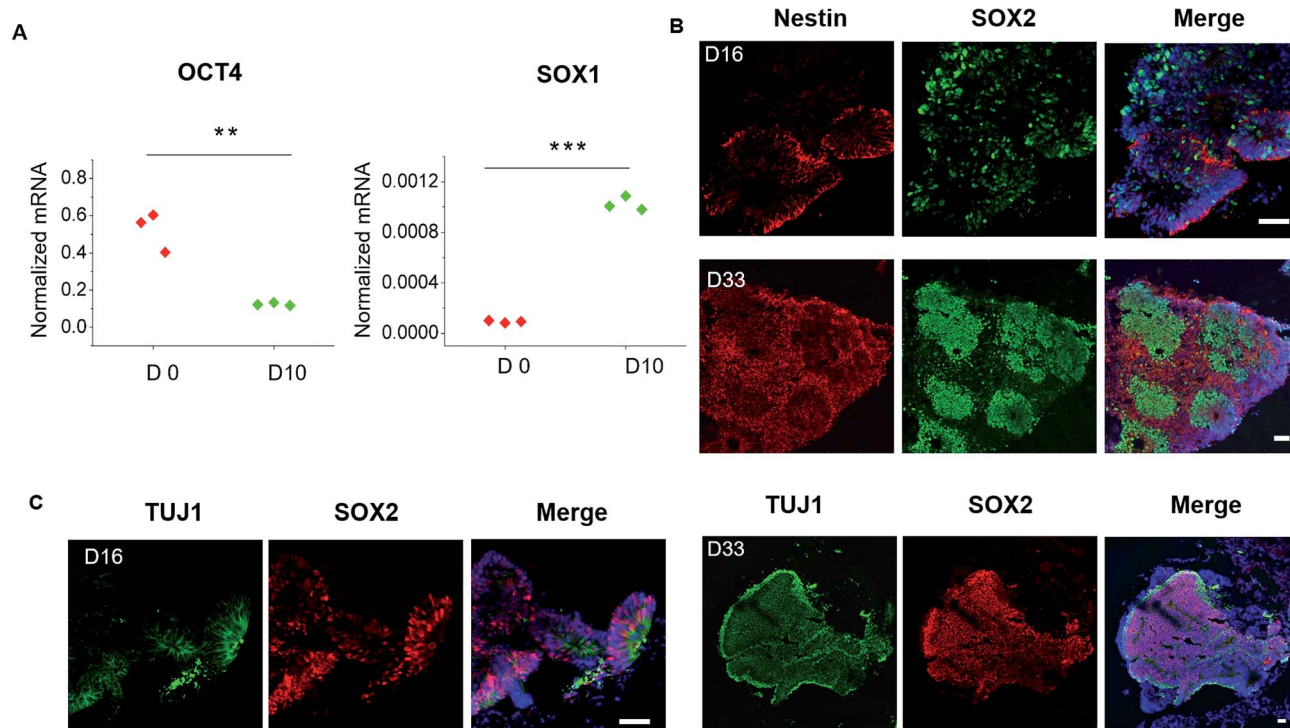 A
OCT4
**
Normalized mRNA
0.8
0.6
0.4
0.2
0.0
D 0
D10
SOX1
***
Normalized mRNA
0.0012
0.0008
0.0004
0.0000
D 0
D10
B
Nestin SOX2 Merge
D16
D33
C
TUJ1 SOX2 Merge
D16
TUJ1 SOX2 Merge
D33